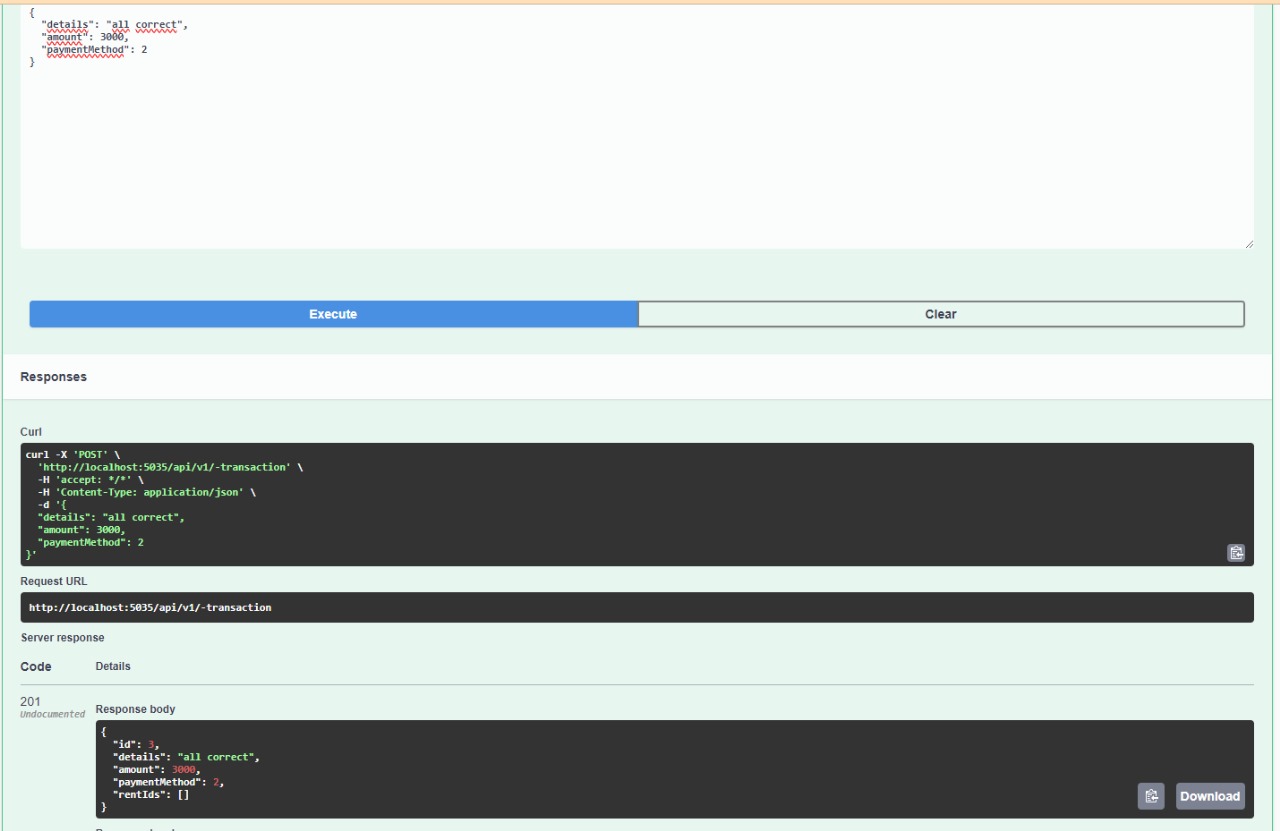 {
  "details": "all correct",
  "amount": 3000,
  "paymentMethod": 2
}
Execute
Clear
Responses
Curl
curl -X 'POST' \
  'http://localhost:5035/api/v1/-transaction' \
  -H 'accept: */*' \
  -H 'Content-Type: application/json' \
  -d '{
  "details": "all correct",
  "amount": 3000,
  "paymentMethod": 2
}'
Request URL
http://localhost:5035/api/v1/-transaction
Server response
Code Details
201
Undocumented
Response body
{
  "id": 3,
  "details": "all correct",
  "amount": 3000,
  "paymentMethod": 2,
  "rentIds": []
}
Download